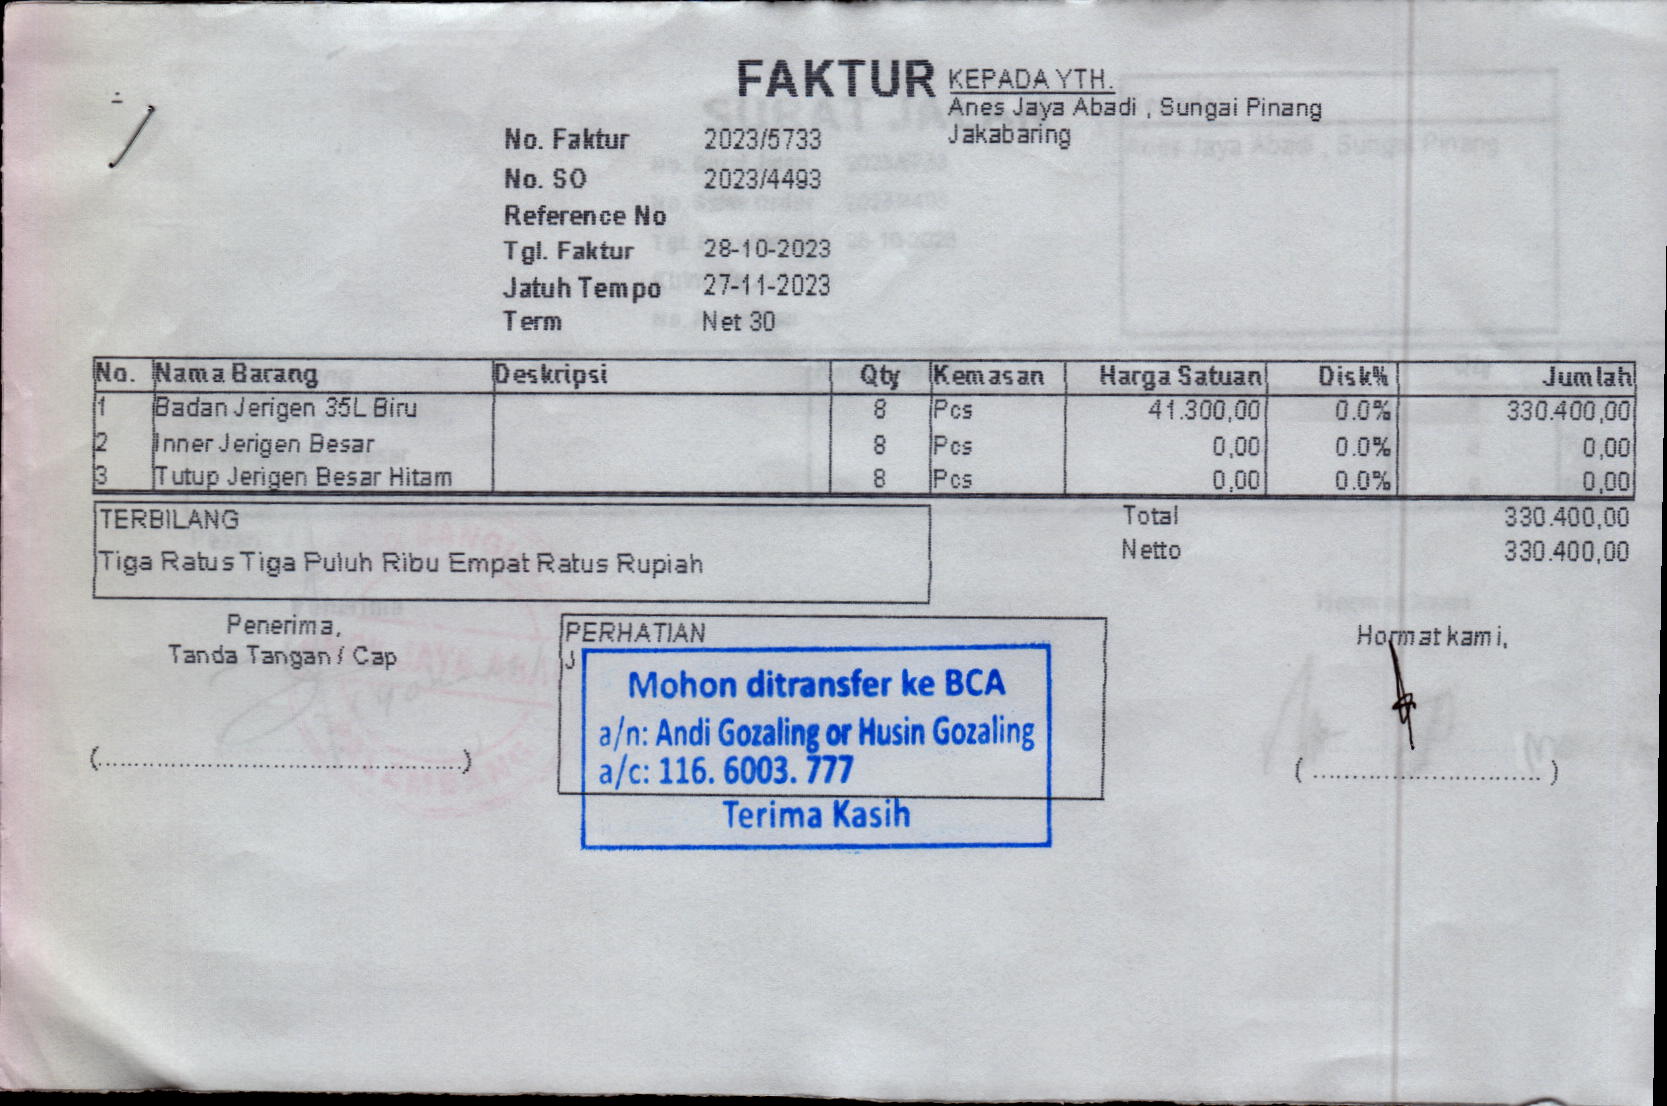 FAKTUR
KEPADA YTH.
Anes Jaya Abadi , Sungai Pinang
Jakabaring
No. Faktur 2023/5733
No. SO 2023/4493
Reference No
Tgl. Faktur 28-10-2023
Jatuh Tempo 27-11-2023
Term Net 30
No. Nama Barang Deskripsi Qty Kemasan Harga Satuan Disk% Jumlah
1 Badan Jerigen 35L Biru 8 Pcs 41.300,00 0.0% 330.400,00
2 Inner Jerigen Besar 8 Pcs 0,00 0.0% 0,00
3 Tutup Jerigen Besar Hitam 8 Pcs 0,00 0.0% 0,00
TERBILANG
Tiga Ratus Tiga Puluh Ribu Empat Ratus Rupiah
Total 330.400,00
Netto 330.400,00
Penerima,
Tanda Tangan / Cap
(....................................................)
PERHATIAN
J
Mohon ditransfer ke BCA
a/n: Andi Gozaling or Husin Gozaling
a/c: 116. 6003. 777
Terima Kasih
Hormat kami,
( ................................ )